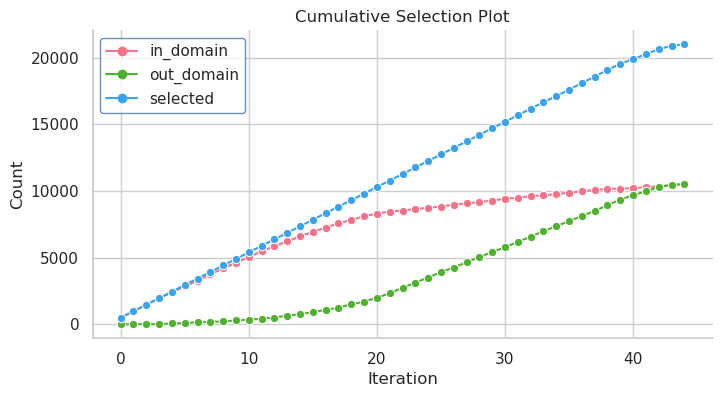 Cumulative Selection Plot
in_domain
out_domain
selected
20000
15000
10000
5000
0
Count
0 10 20 30 40
Iteration